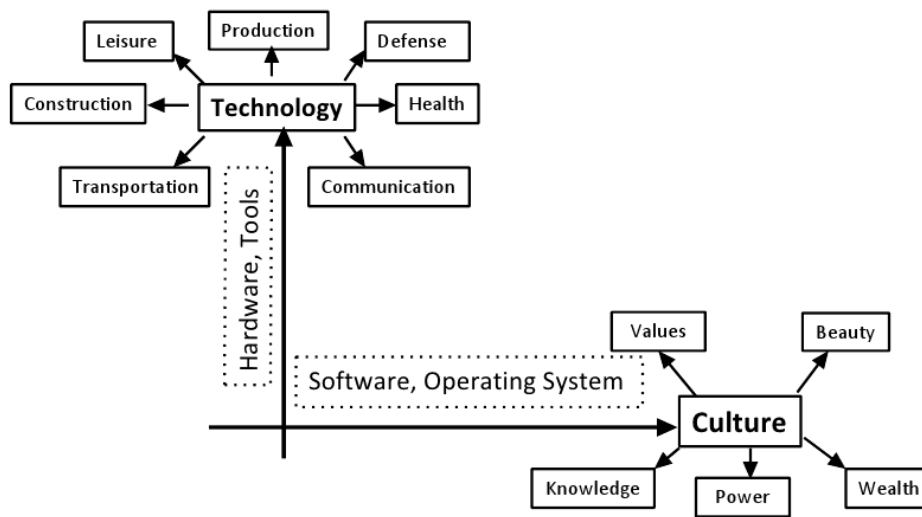 Production
Leisure
Defense
Construction
Technology
Health
Transportation
Communication
Hardware, Tools
Values
Beauty
Software, Operating System
Culture
Knowledge
Power
Wealth